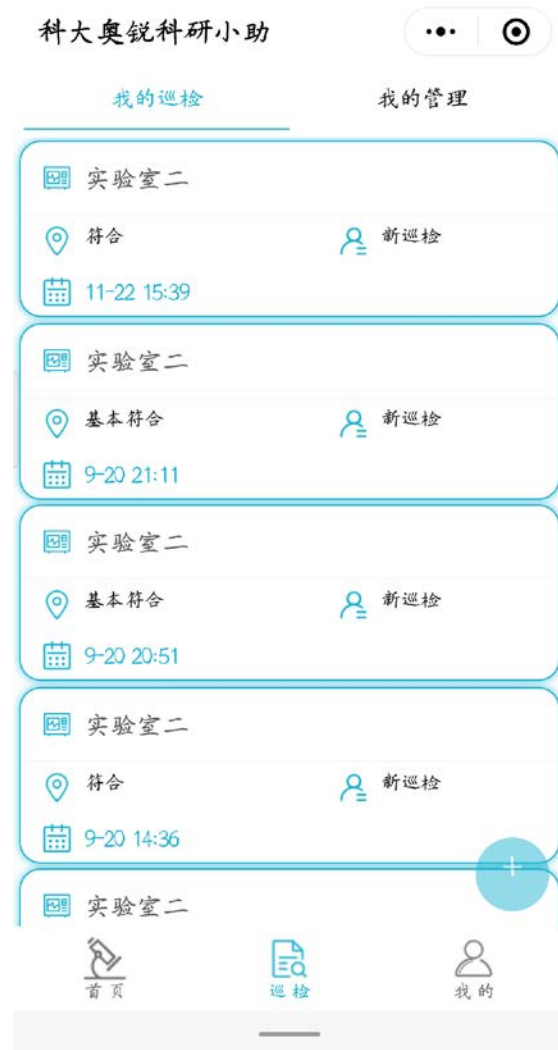 科大奥锐科研小助
我的巡检 我的管理
实验室二
符合 新巡检
11-22 15:39
实验室二
基本符合 新巡检
9-20 21:11
实验室二
基本符合 新巡检
9-20 20:51
实验室二
符合 新巡检
9-20 14:36
实验室二
首页 巡检 我的